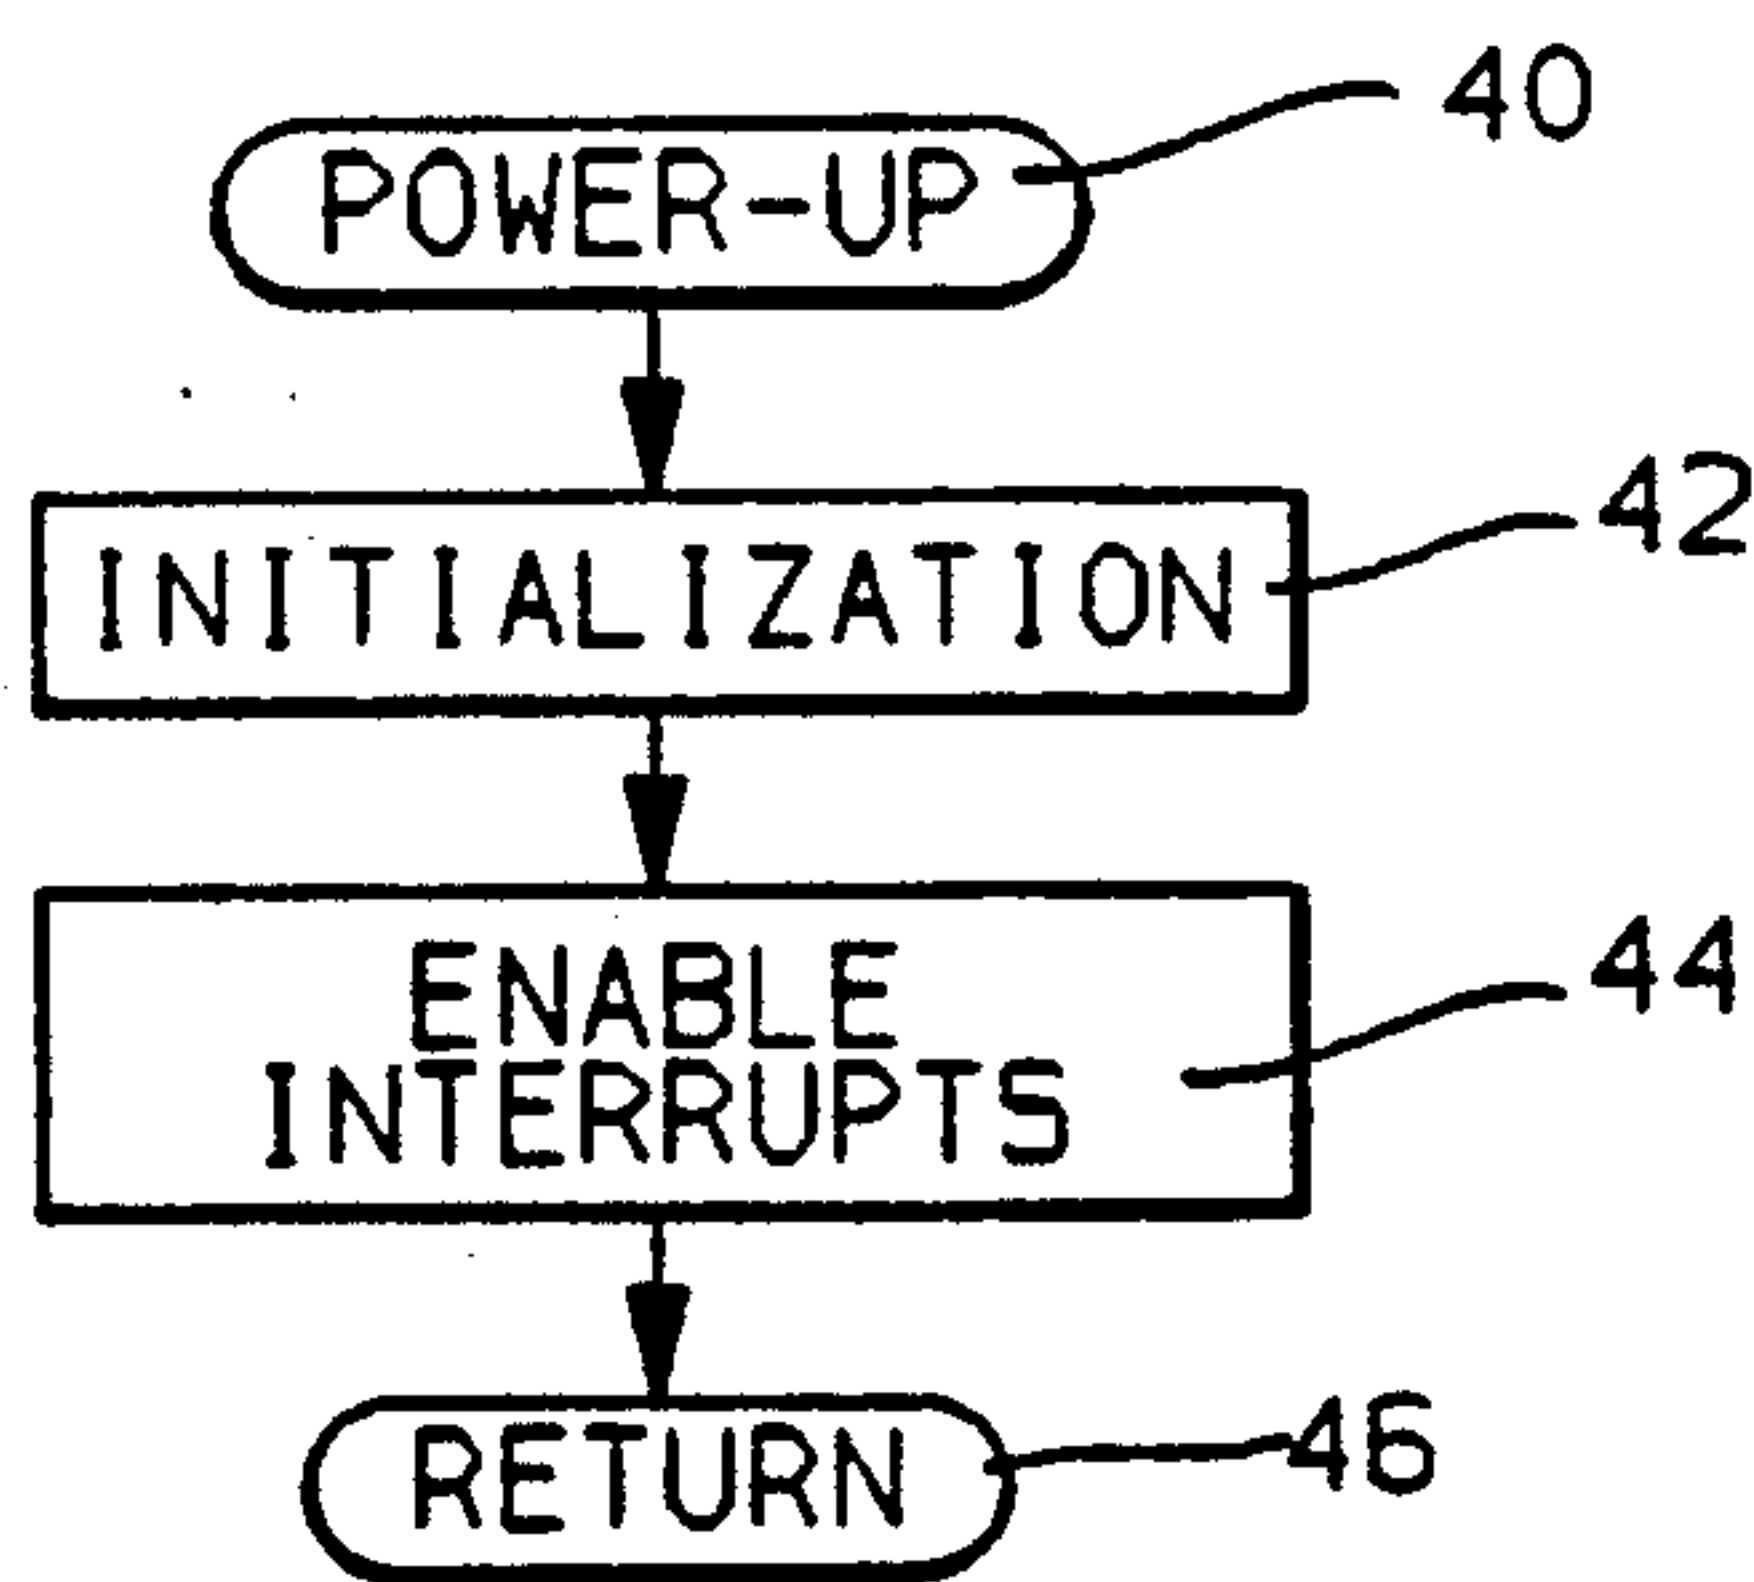 POWER-UP
40
INITIALIZATION
42
ENABLE
INTERRUPTS
44
RETURN
46